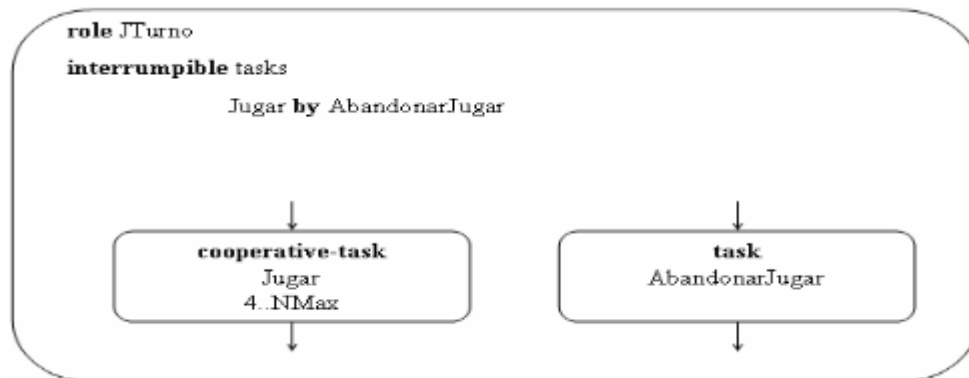 role JTurno
interrumpible tasks
Jugar by AbandonarJugar
cooperative-task
Jugar
4..NMax
task
AbandonarJugar